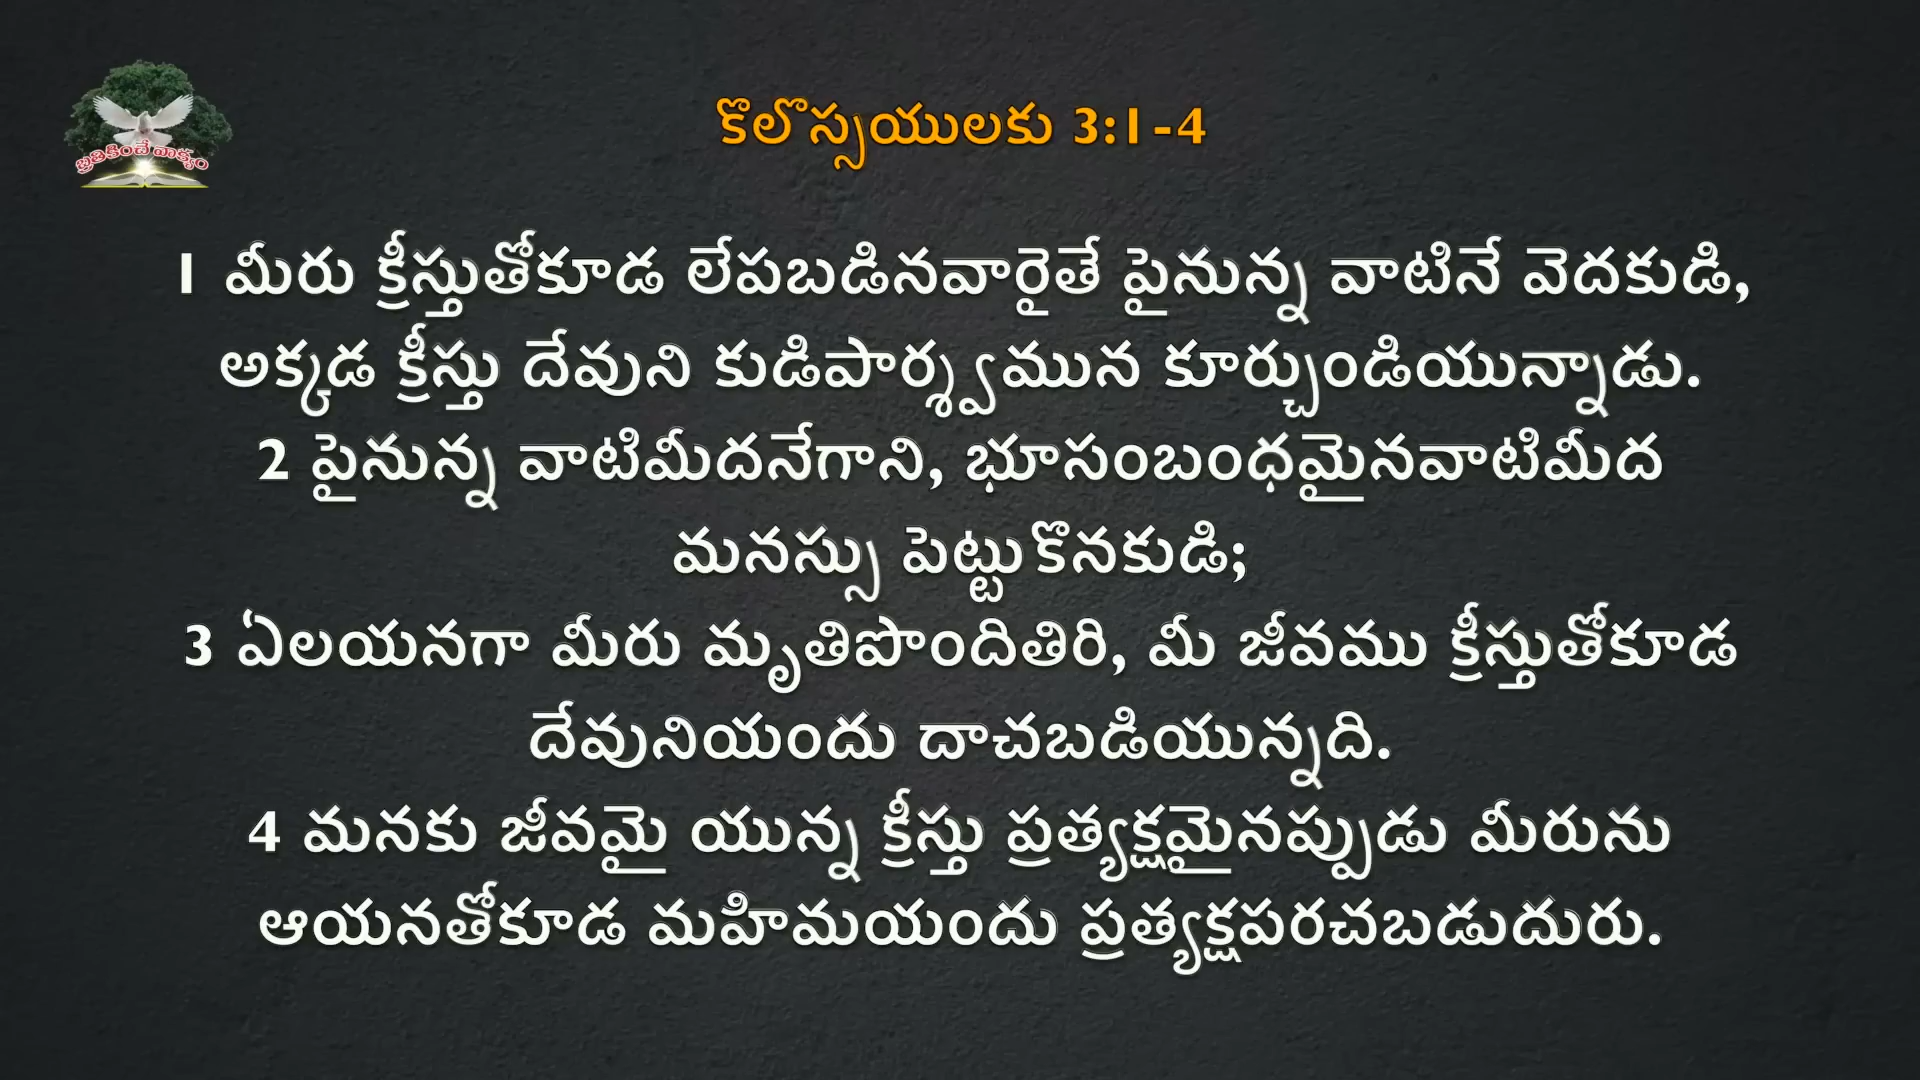 బ్రతికించే వాక్యం
కొలొస్సయులకు 3:1-4
1 మీరు క్రీస్తుతోకూడ లేపబడినవారైతే పైనున్న వాటినే వెదకుడి,
అక్కడ క్రీస్తు దేవుని కుడిపార్శ్వమున కూర్చుండియున్నాడు.
2 పైనున్న వాటిమీదనేగాని, భూసంబంధమైనవాటిమీద
మనస్సు పెట్టుకొనకుడి;
3 ఏలయనగా మీరు మృతిపొందితిరి, మీ జీవము క్రీస్తుతోకూడ
దేవునియందు దాచబడియున్నది.
4 మనకు జీవమై యున్న క్రీస్తు ప్రత్యక్షమైనప్పుడు మీరును
ఆయనతోకూడ మహిమయందు ప్రత్యక్షపరచబడుదురు.